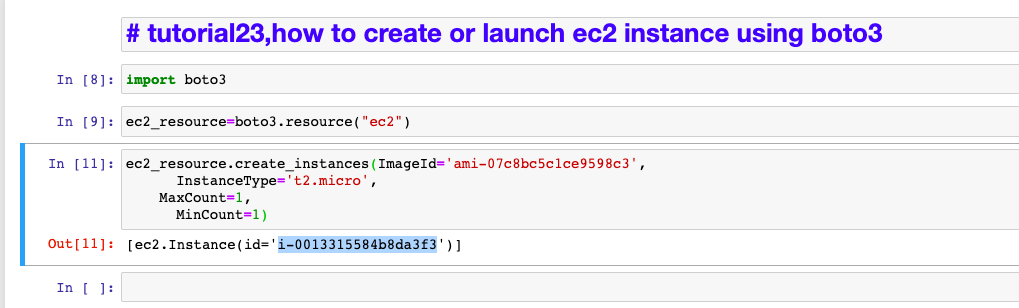 # tutorial23,how to create or launch ec2 instance using boto3
In [8]: import boto3
In [9]: ec2_resource=boto3.resource("ec2")
In [11]: ec2_resource.create_instances(ImageId='ami-07c8bc5c1ce9598c3',
InstanceType='t2.micro',
MaxCount=1,
MinCount=1)
Out[11]: [ec2.Instance(id='i-0013315584b8da3f3')]
In [ ]: